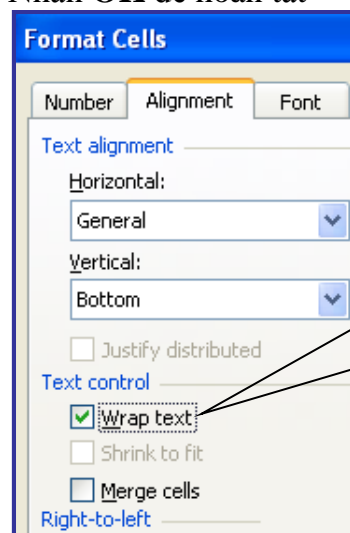 Nhấn OK để hoàn tất
Format Cells
Number Alignment Font
Text alignment
Horizontal:
General
Vertical:
Bottom
Justify distributed
Text control
Wrap text
Shrink to fit
Merge cells
Right-to-left